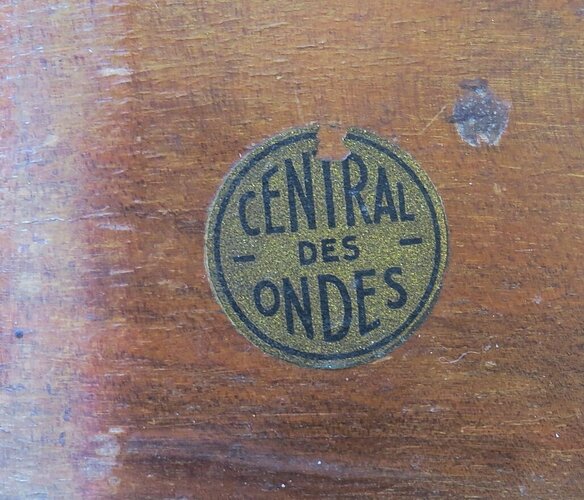 CENTRAL
- DES -
ONDES